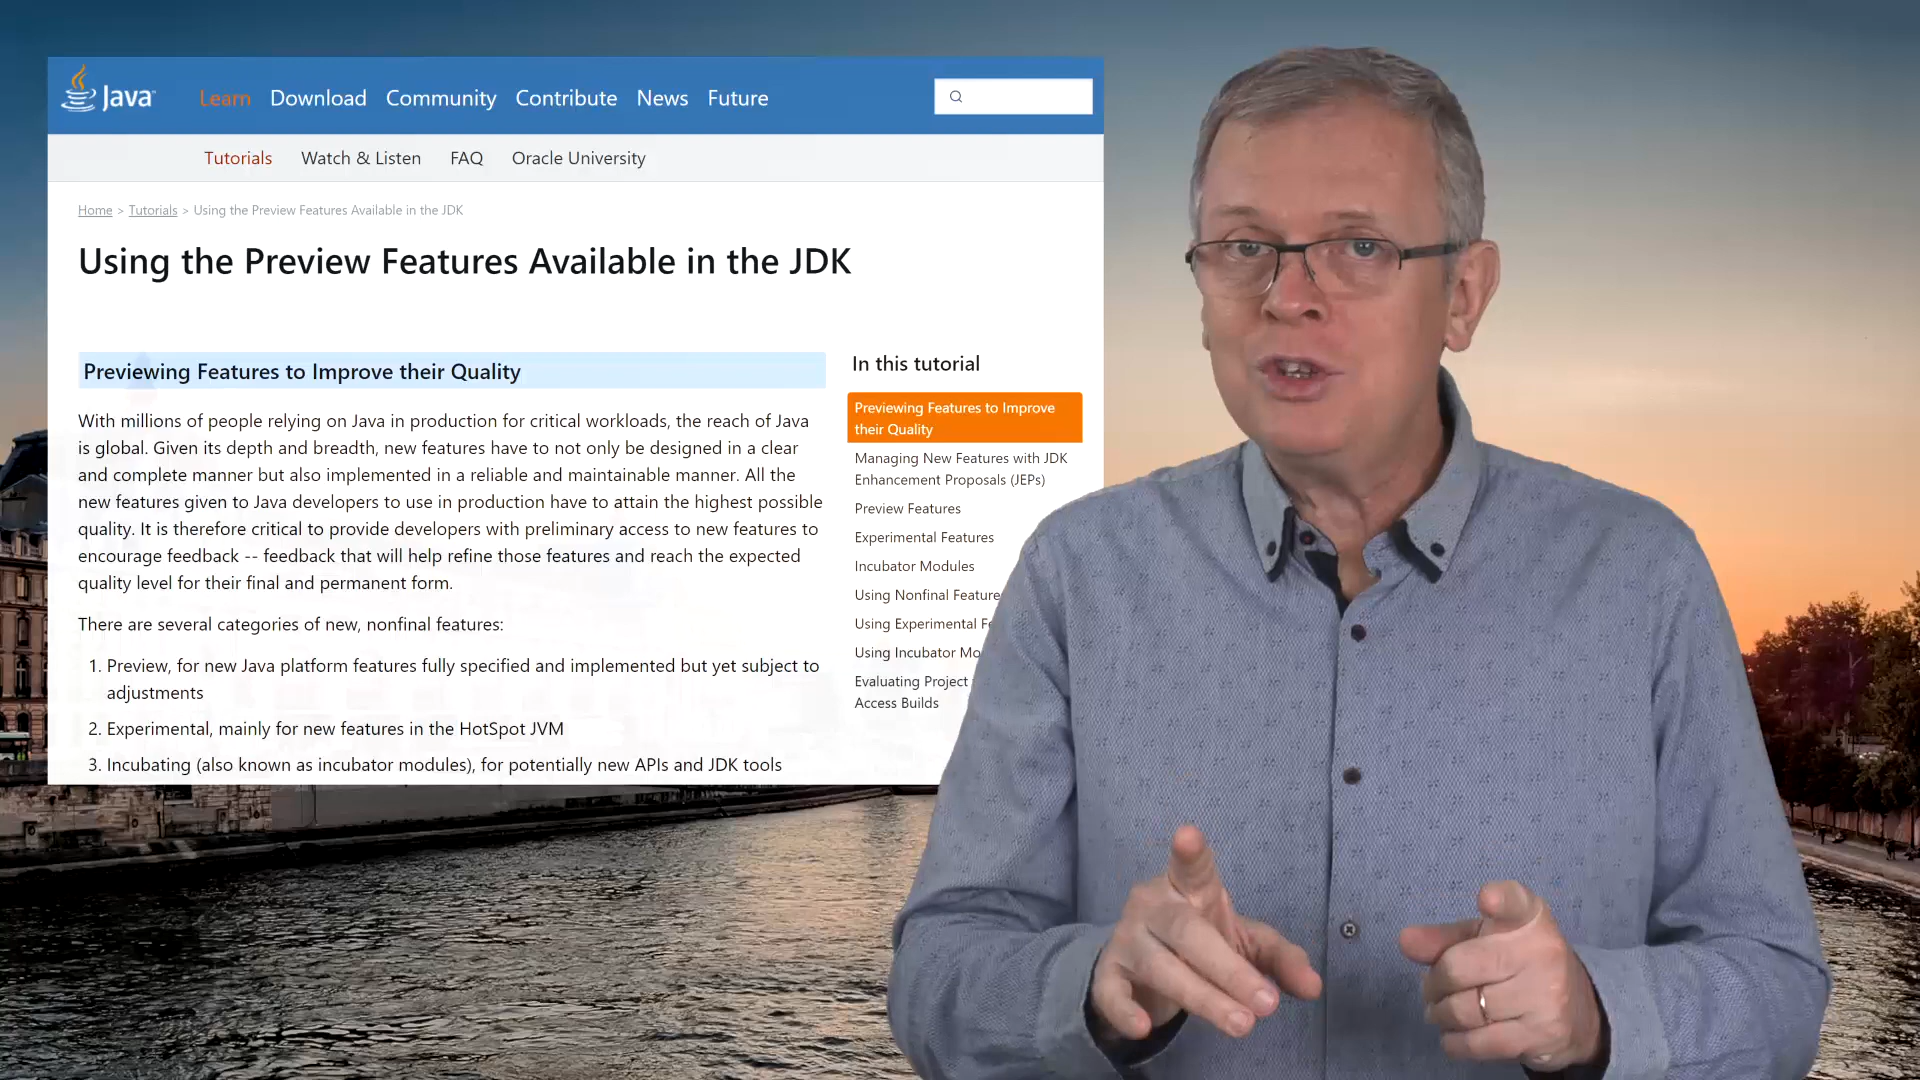 Java
Learn Download Community Contribute News Future
Tutorials Watch & Listen FAQ Oracle University
Home > Tutorials > Using the Preview Features Available in the JDK
Using the Preview Features Available in the JDK
Previewing Features to Improve their Quality
With millions of people relying on Java in production for critical workloads, the reach of Java
is global. Given its depth and breadth, new features have to not only be designed in a clear
and complete manner but also implemented in a reliable and maintainable manner. All the
new features given to Java developers to use in production have to attain the highest possible
quality. It is therefore critical to provide developers with preliminary access to new features to
encourage feedback -- feedback that will help refine those features and reach the expected
quality level for their final and permanent form.
There are several categories of new, nonfinal features:
1. Preview, for new Java platform features fully specified and implemented but yet subject to
adjustments
2. Experimental, mainly for new features in the HotSpot JVM
3. Incubating (also known as incubator modules), for potentially new APIs and JDK tools
In this tutorial
Previewing Features to Improve
their Quality
Managing New Features with JDK
Enhancement Proposals (JEPs)
Preview Features
Experimental Features
Incubator Modules
Using Nonfinal Feature
Using Experimental
Using Incubator
Evaluating Project
Access Builds